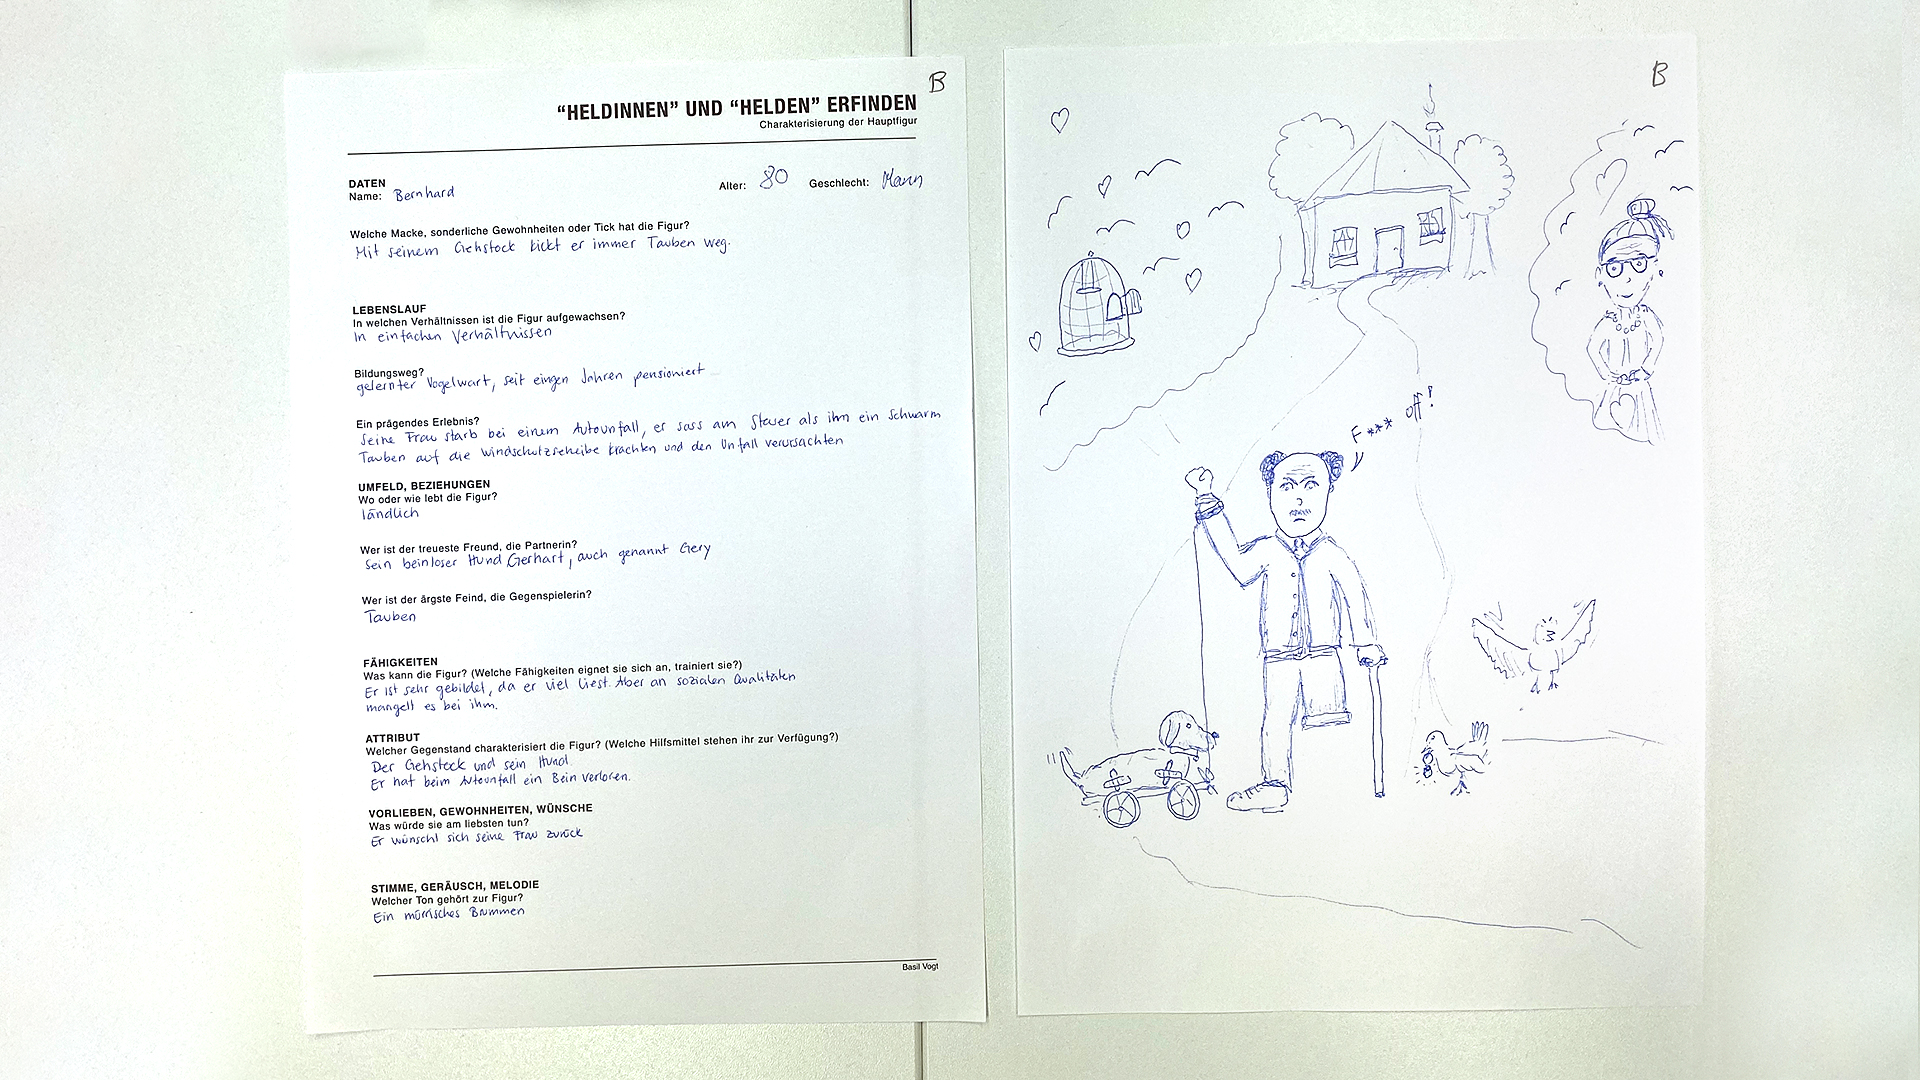 B
“HELDINNEN” UND “HELDEN” ERFINDEN
Charakterisierung der Hauptfigur
DATEN
Name: Bernhard Alter: 80 Geschlecht: Mann
Welche Macke, sonderliche Gewohnheiten oder Tick hat die Figur?
Mit seinem Gehstock kickt er immer Tauben weg.
LEBENSLAUF
In welchen Verhältnissen ist die Figur aufgewachsen?
In einfachen Verhältnissen
Bildungsweg?
gelernter Vogelwart, seit eingen Jahren pensioniert
Ein prägendes Erlebnis?
Seine Frau starb bei einem Autounfall, er sass am Steuer als ihm ein Schwarm
Tauben auf die Windschutzscheibe krachten und den Unfall verursachten
UMFELD, BEZIEHUNGEN
Wo oder wie lebt die Figur?
ländlich
Wer ist der treueste Freund, die Partnerin?
Sein beinloser Hund Gerhart, auch genannt Gery
Wer ist der ärgste Feind, die Gegenspielerin?
Tauben
FÄHIGKEITEN
Was kann die Figur? (Welche Fähigkeiten eignet sie sich an, trainiert sie?)
Er ist sehr gebildet, da er viel liest. Aber an sozialen Qualitäten
mangelt es bei ihm.
ATTRIBUT
Welcher Gegenstand charakterisiert die Figur? (Welche Hilfsmittel stehen ihr zur Verfügung?)
Der Gehstock und sein Hund.
Er hat beim Autounfall ein Bein verloren.
VORLIEBEN, GEWOHNHEITEN, WÜNSCHE
Was würde sie am liebsten tun?
Er wünscht sich seine Frau zurück
STIMME, GERÄUSCH, MELODIE
Welcher Ton gehört zur Figur?
Ein mürrisches Brummen
Basil Vogt
B
F*** off!